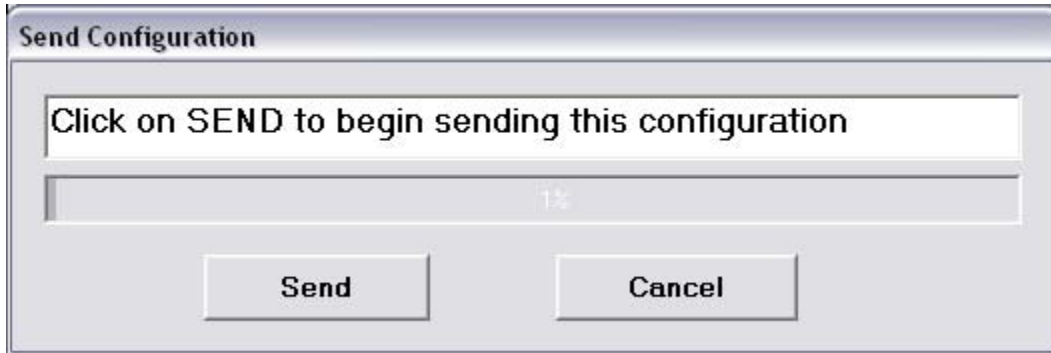 Send Configuration
Click on SEND to begin sending this configuration
1%
Send Cancel